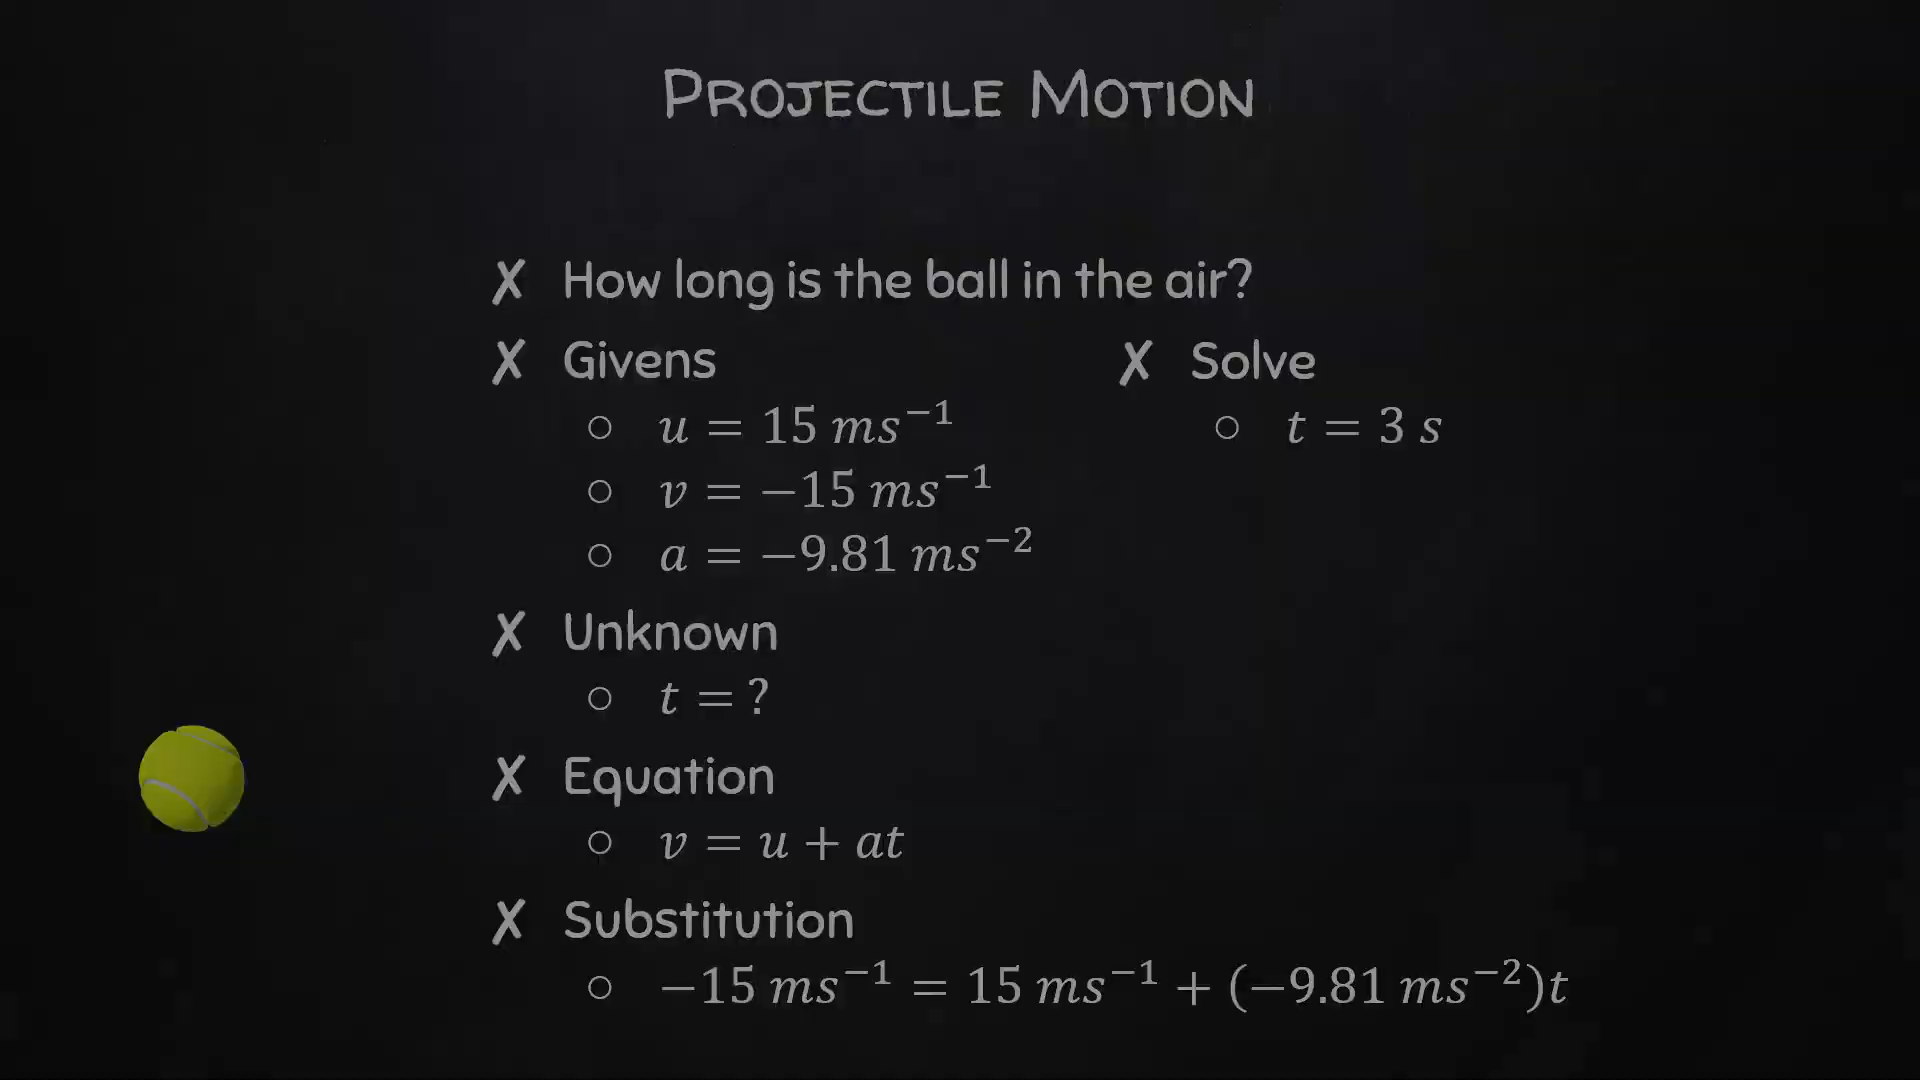 PROJECTILE MOTION
✗ How long is the ball in the air?
✗ Givens
○ u = 15 ms⁻¹
○ v = −15 ms⁻¹
○ a = −9.81 ms⁻²
✗ Unknown
○ t = ?
✗ Equation
○ v = u + at
✗ Substitution
○ −15 ms⁻¹ = 15 ms⁻¹ + (−9.81 ms⁻²)t
✗ Solve
○ t = 3 s